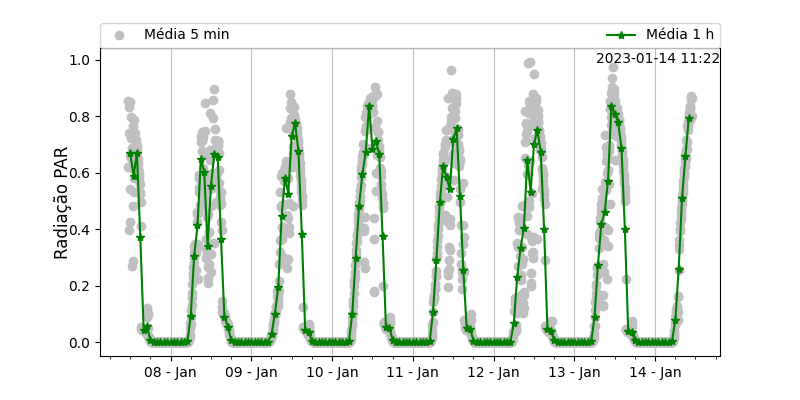 Média 5 min
Média 1 h
2023-01-14 11:22
Radiação PAR
1.0
0.8
0.6
0.4
0.2
0.0
08 - Jan
09 - Jan
10 - Jan
11 - Jan
12 - Jan
13 - Jan
14 - Jan